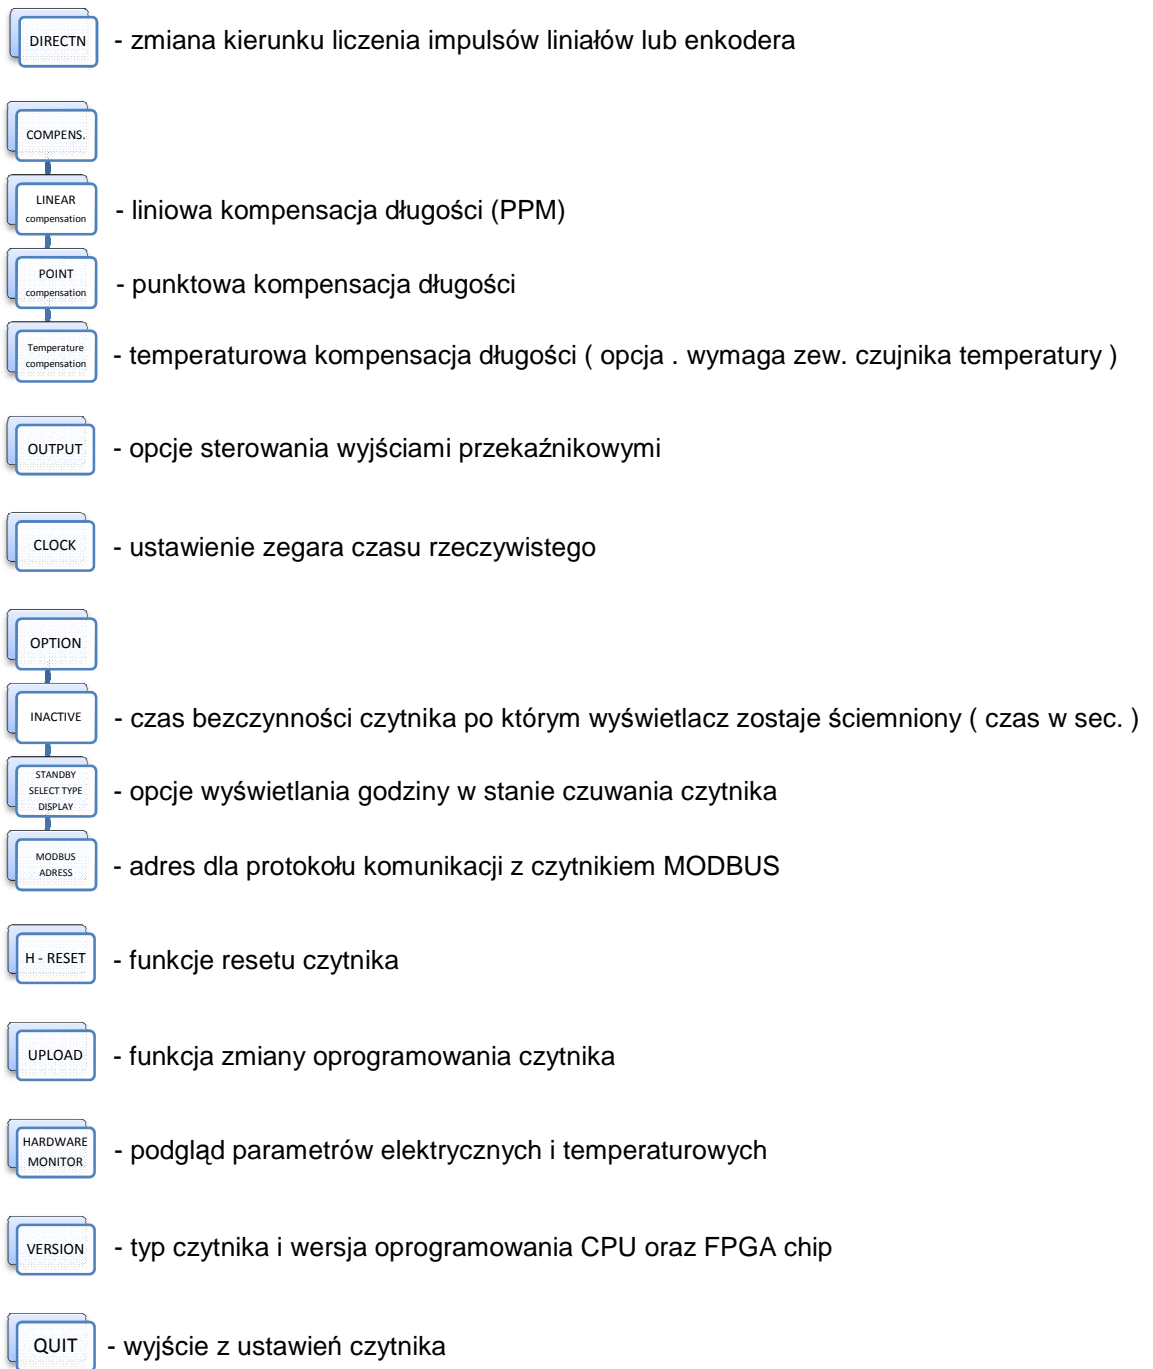 DIRECTN - zmiana kierunku liczenia impulsów liniałów lub enkodera
COMPENS.
LINEAR
compensation
- liniowa kompensacja długości (PPM)
POINT
compensation
- punktowa kompensacja długości
Temperature
compensation
- temperaturowa kompensacja długości ( opcja . wymaga zew. czujnika temperatury )
OUTPUT - opcje sterowania wyjściami przekaźnikowymi
CLOCK - ustawienie zegara czasu rzeczywistego
OPTION
INACTIVE - czas bezczynności czytnika po którym wyświetlacz zostaje ściemniony ( czas w sec. )
STANDBY
SELECT TYPE
DISPLAY
- opcje wyświetlania godziny w stanie czuwania czytnika
MODBUS
ADRESS
- adres dla protokołu komunikacji z czytnikiem MODBUS
H - RESET - funkcje resetu czytnika
UPLOAD - funkcja zmiany oprogramowania czytnika
HARDWARE
MONITOR
- podgląd parametrów elektrycznych i temperaturowych
VERSION - typ czytnika i wersja oprogramowania CPU oraz FPGA chip
QUIT - wyjście z ustawień czytnika